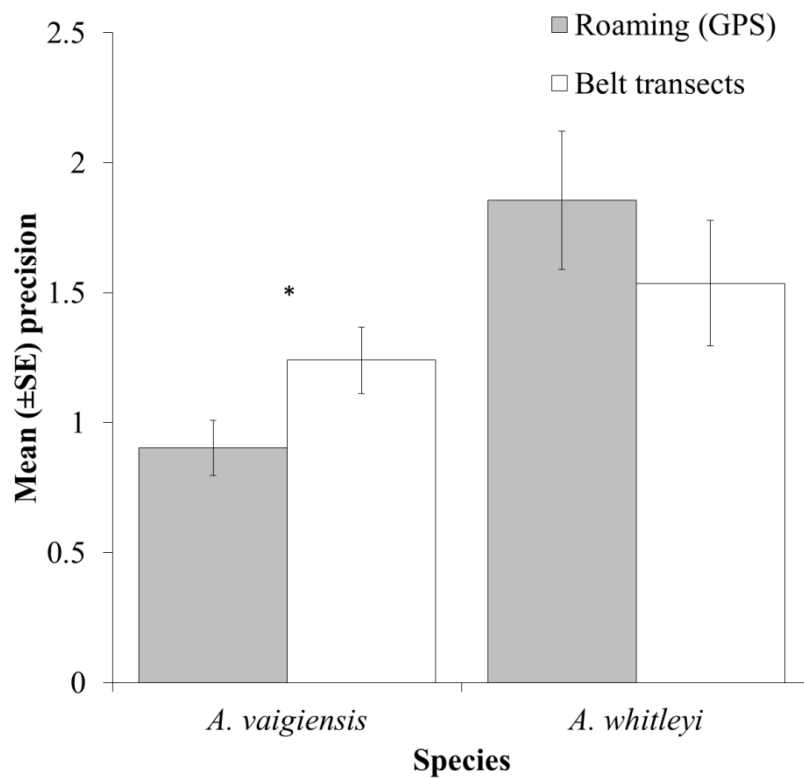 2.5
Roaming (GPS)
Belt transects
2
1.5
*
1
0.5
0
Mean (±SE) precision
A. vaigiensis
A. whitleyi
Species